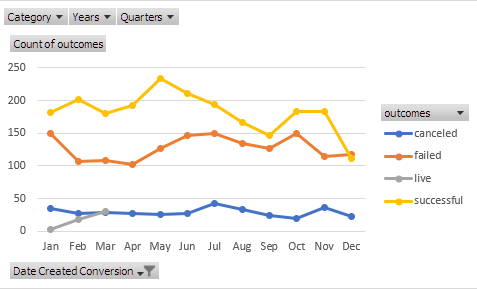 Category Years Quarters
Count of outcomes
250
200
150
100
50
0
Jan Feb Mar Apr May Jun Jul Aug Sep Oct Nov Dec
outcomes
canceled
failed
live
successful
Date Created Conversion